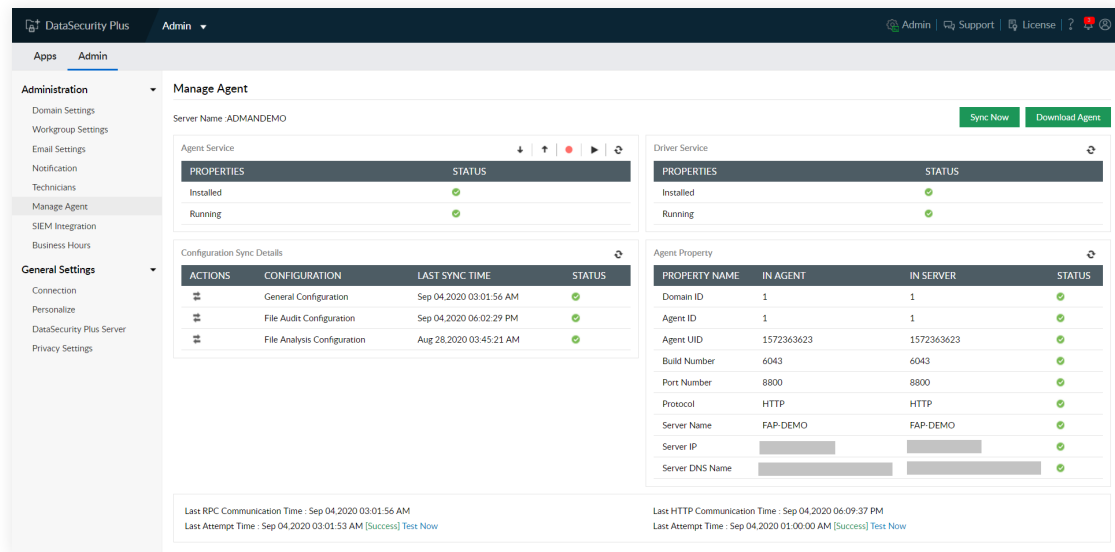 DataSecurity Plus
Admin
Admin | Support | License | ? 2
Apps Admin
Administration
Domain Settings
Workgroup Settings
Email Settings
Notification
Technicians
Manage Agent
SIEM Integration
Business Hours
General Settings
Connection
Personalize
DataSecurity Plus Server
Privacy Settings
Manage Agent
Server Name :ADMANDEMO
Sync Now
Download Agent
Agent Service
PROPERTIES STATUS
Installed
Running
Driver Service
PROPERTIES STATUS
Installed
Running
Configuration Sync Details
ACTIONS CONFIGURATION LAST SYNC TIME STATUS
General Configuration Sep 04,2020 03:01:56 AM
File Audit Configuration Sep 04,2020 06:02:29 PM
File Analysis Configuration Aug 28,2020 03:45:21 AM
Agent Property
PROPERTY NAME IN AGENT IN SERVER STATUS
Domain ID 1 1
Agent ID 1 1
Agent UID 1572363623 1572363623
Build Number 6043 6043
Port Number 8800 8800
Protocol HTTP HTTP
Server Name FAP-DEMO FAP-DEMO
Server IP
Server DNS Name
Last RPC Communication Time : Sep 04,2020 03:01:56 AM
Last Attempt Time : Sep 04,2020 03:01:53 AM [Success] Test Now
Last HTTP Communication Time : Sep 04,2020 06:09:37 PM
Last Attempt Time : Sep 04,2020 01:00:00 AM [Success] Test Now